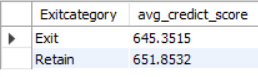 Exitcategory avg_credict_score
Exit 645.3515
Retain 651.8532